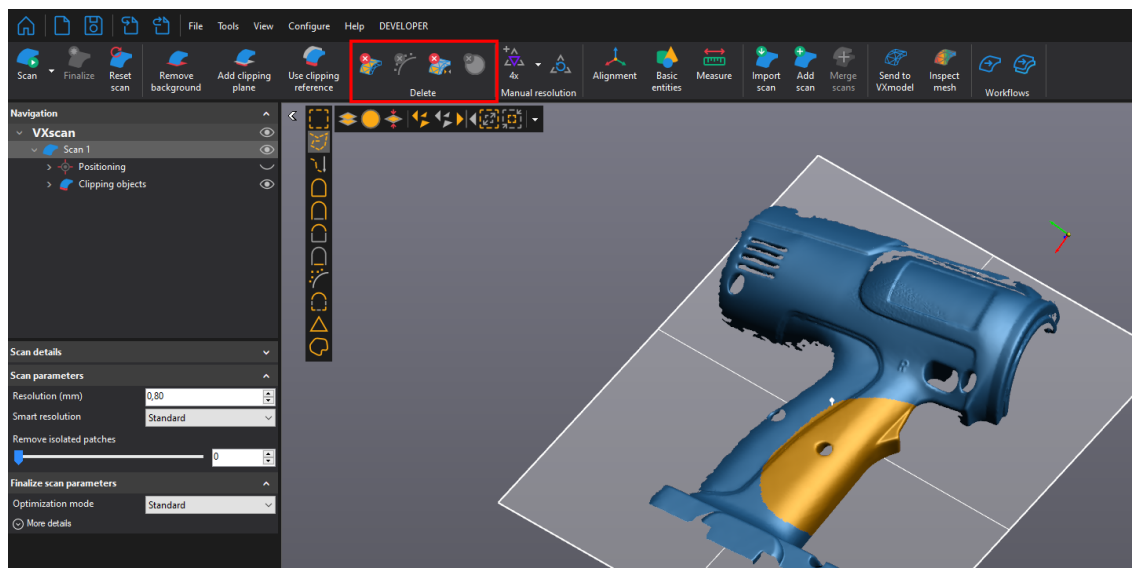 File Tools View Configure Help DEVELOPER
Scan Finalize Reset scan Remove background Add clipping plane Use clipping reference Delete 4x Manual resolution Alignment Basic entities Measure Import scan Add scan Merge scans Send to VXmodel Inspect mesh Workflows
Navigation
VXscan
Scan 1
Positioning
Clipping objects
Scan details
Scan parameters
Resolution (mm) 0,80
Smart resolution Standard
Remove isolated patches
0
Finalize scan parameters
Optimization mode Standard
More details
R